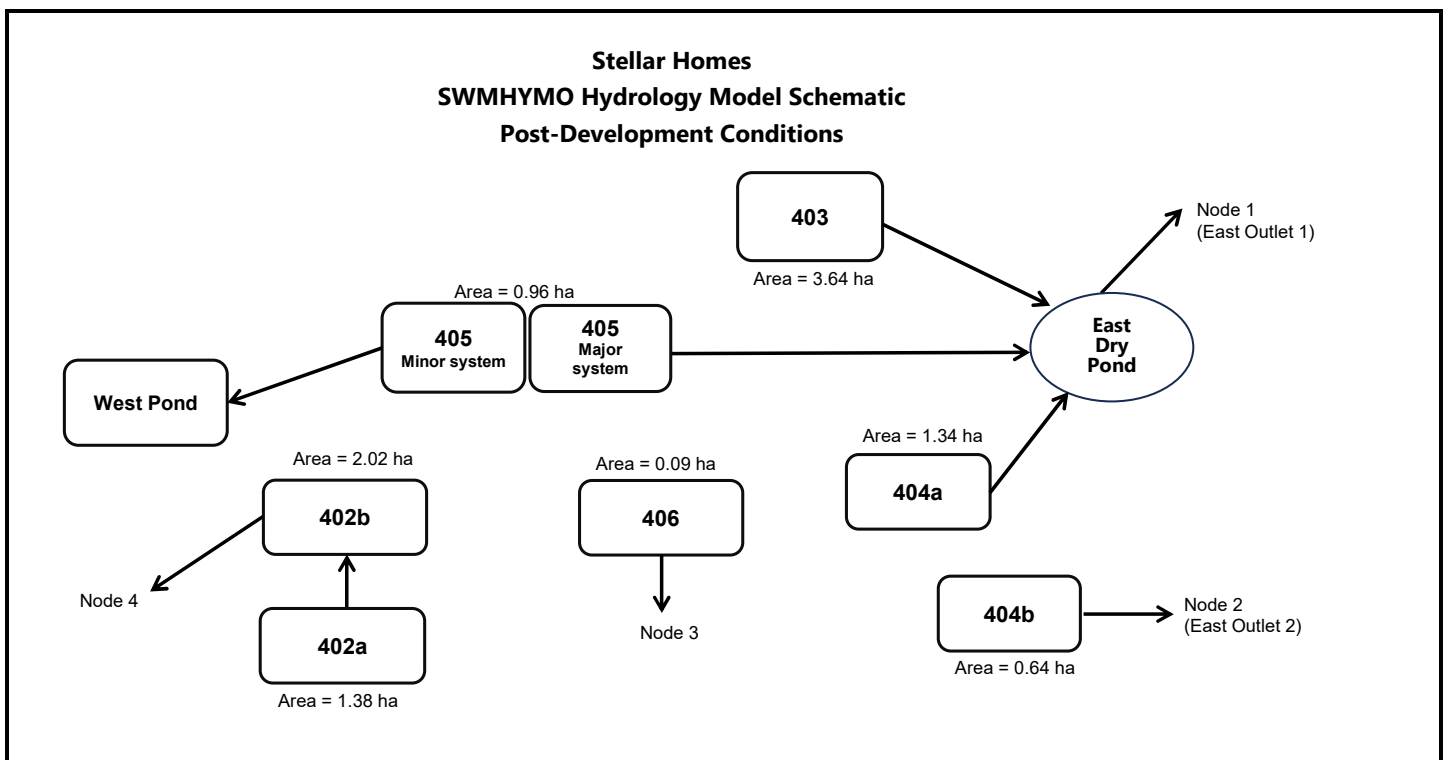 Stellar Homes
SWMHYMO Hydrology Model Schematic
Post-Development Conditions
403
Area = 3.64 ha
Node 1
(East Outlet 1)
Area = 0.96 ha
405
Minor system
405
Major
system
East
Dry
Pond
West Pond
Area = 2.02 ha
402b
Area = 0.09 ha
406
Area = 1.34 ha
404a
Node 4
402a
Area = 1.38 ha
Node 3
404b
Area = 0.64 ha
Node 2
(East Outlet 2)